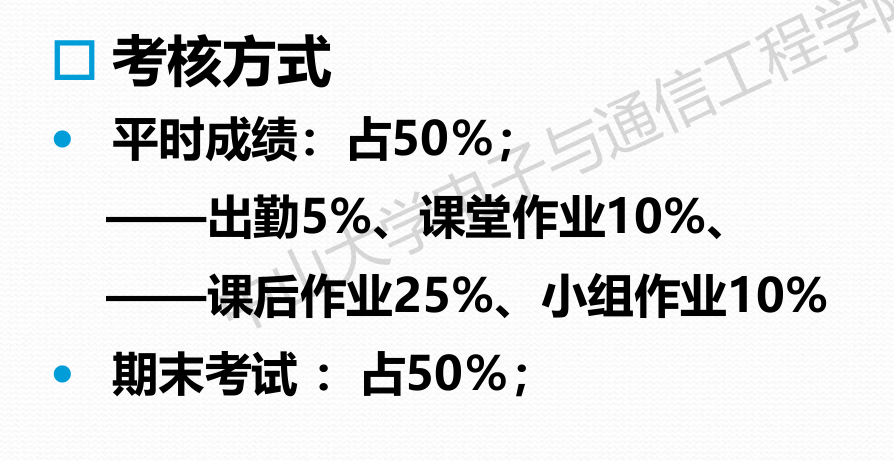 考核方式
平时成绩：占50%；
——出勤5%、课堂作业10%、
——课后作业25%、小组作业10%
期末考试 ：占50%；
中山大学电子与通信工程学院